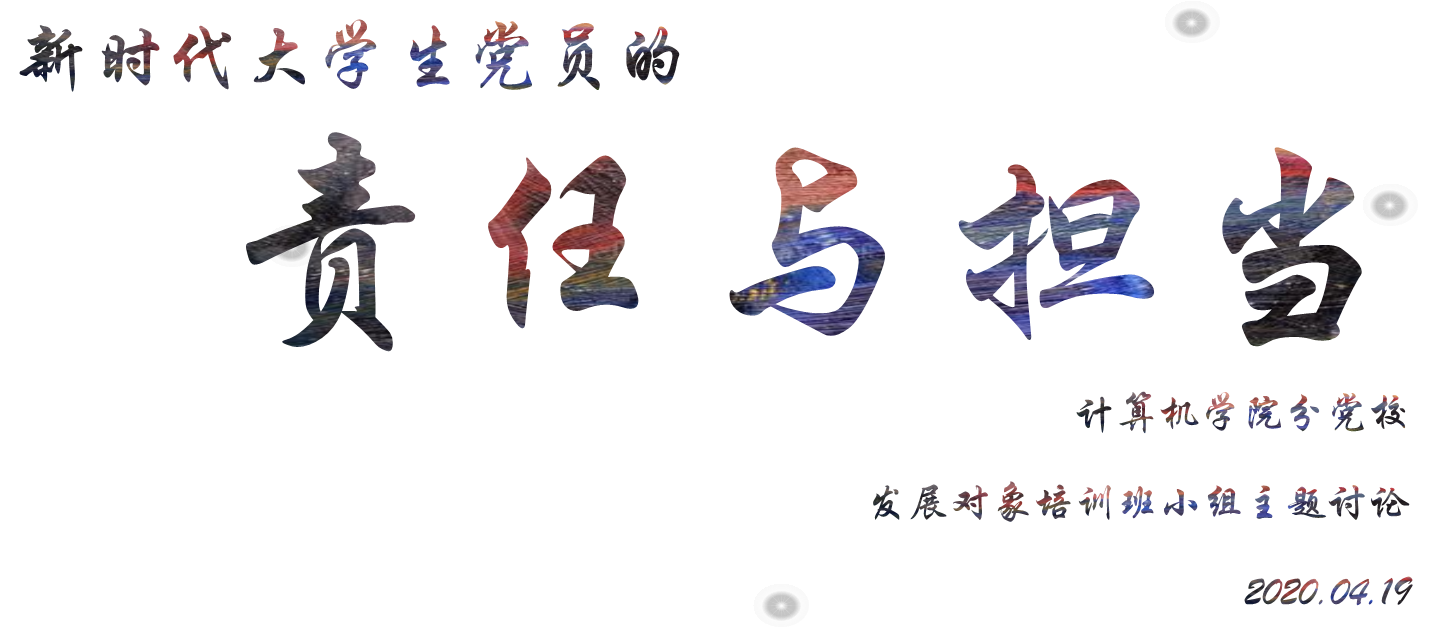 新时代大学生党员的
责任与担当
计算机学院分党校
发展对象培训班小组主题讨论
2020.04.19